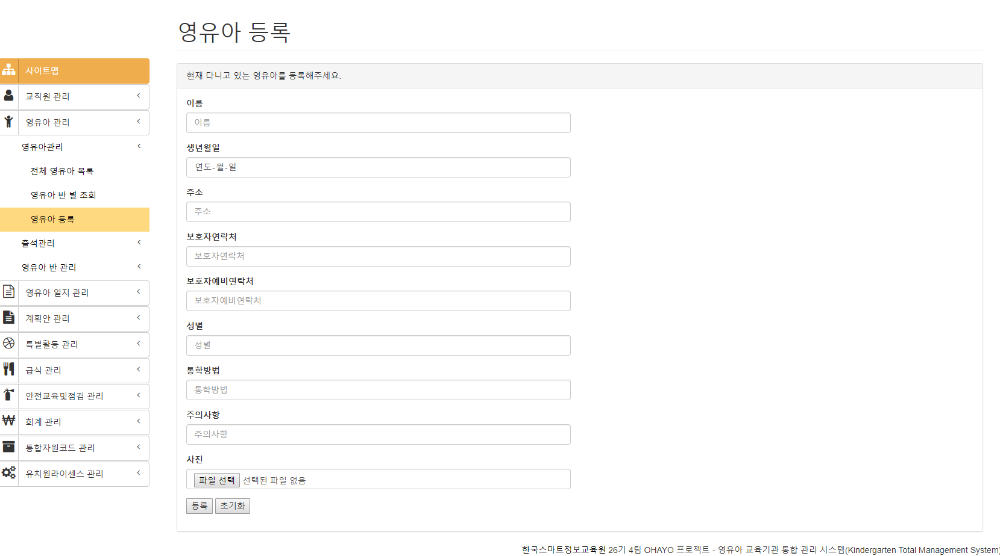 영유아 등록
사이트맵
교직원 관리
영유아 관리
영유아관리
전체 영유아 목록
영유아 반 별 조회
영유아 등록
출석관리
영유아 반 관리
영유아 일지 관리
계획안 관리
특별활동 관리
급식 관리
안전교육및점검 관리
회계 관리
통합자원코드 관리
유치원라이센스 관리
현재 다니고 있는 영유아를 등록해주세요.
이름
이름
생년월일
연도-월-일
주소
주소
보호자연락처
보호자연락처
보호자예비연락처
보호자예비연락처
성별
성별
통학방법
통학방법
주의사항
주의사항
사진
파일 선택 선택된 파일 없음
등록 초기화
한국스마트정보교육원 26기 4팀 OHAYO 프로젝트 - 영유아 교육기관 통합 관리 시스템(Kindergarten Total Management System)